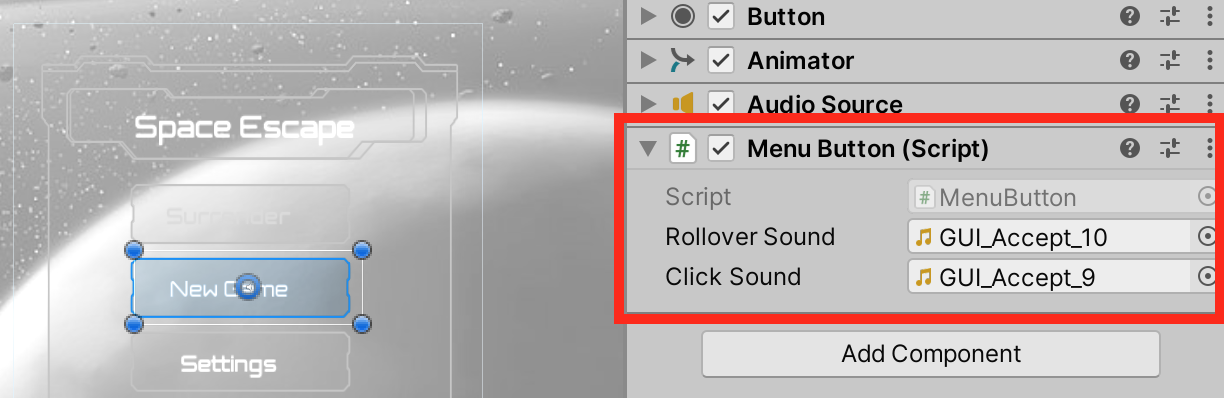 Space Escape
Surrender
New Game
Settings
Button
Animator
Audio Source
Menu Button (Script)
Script
MenuButton
Rollover Sound
GUI_Accept_10
Click Sound
GUI_Accept_9
Add Component